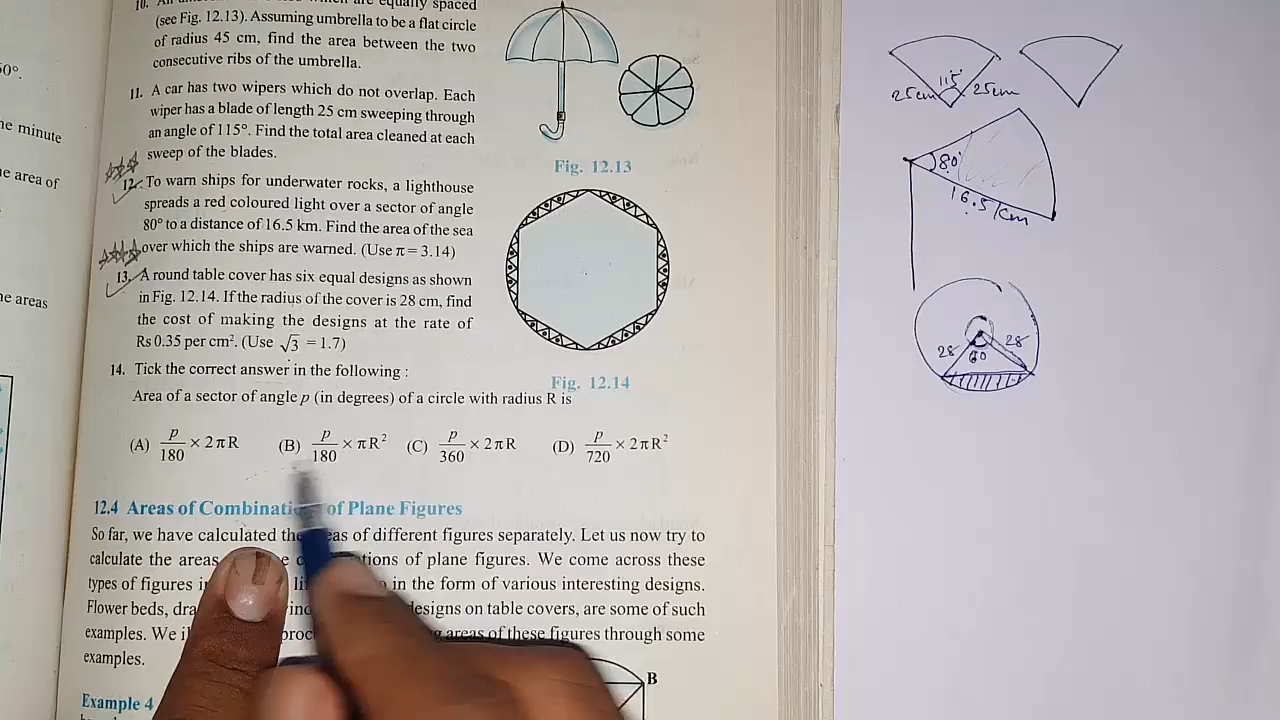 0°.
ne minute
e area of
ne areas
10.
which are equally spaced
(see Fig. 12.13). Assuming umbrella to be a flat circle
of radius 45 cm, find the area between the two
consecutive ribs of the umbrella.
11. A car has two wipers which do not overlap. Each
wiper has a blade of length 25 cm sweeping through
an angle of 115°. Find the total area cleaned at each
sweep of the blades.
Fig. 12.13
12. To warn ships for underwater rocks, a lighthouse
spreads a red coloured light over a sector of angle
80° to a distance of 16.5 km. Find the area of the sea
over which the ships are warned. (Use π = 3.14)
13. A round table cover has six equal designs as shown
in Fig. 12.14. If the radius of the cover is 28 cm, find
the cost of making the designs at the rate of
Rs 0.35 per cm². (Use √3 = 1.7)
Fig. 12.14
14. Tick the correct answer in the following :
Area of a sector of angle p (in degrees) of a circle with radius R is
(A) p/180 × 2πR (B) p/180 × πR² (C) p/360 × 2πR (D) p/720 × 2πR²
12.4 Areas of Combinati of Plane Figures
So far, we have calculated the eas of different figures separately. Let us now try to
calculate the areas tions of plane figures. We come across these
types of figures in the form of various interesting designs.
Flower beds, dra designs on table covers, are some of such
examples. We areas of these figures through some
examples.
Example 4
B
115°
25cm 25cm
80°
16.5 km
28 28
60